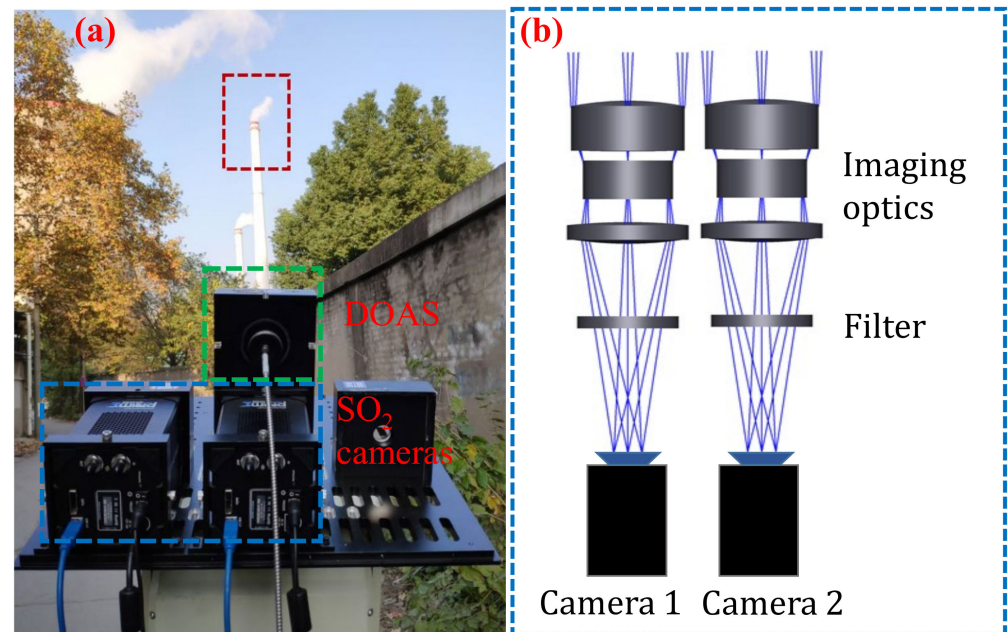 (a)
DOAS
SO₂
cameras
(b)
Imaging
optics
Filter
Camera 1 Camera 2